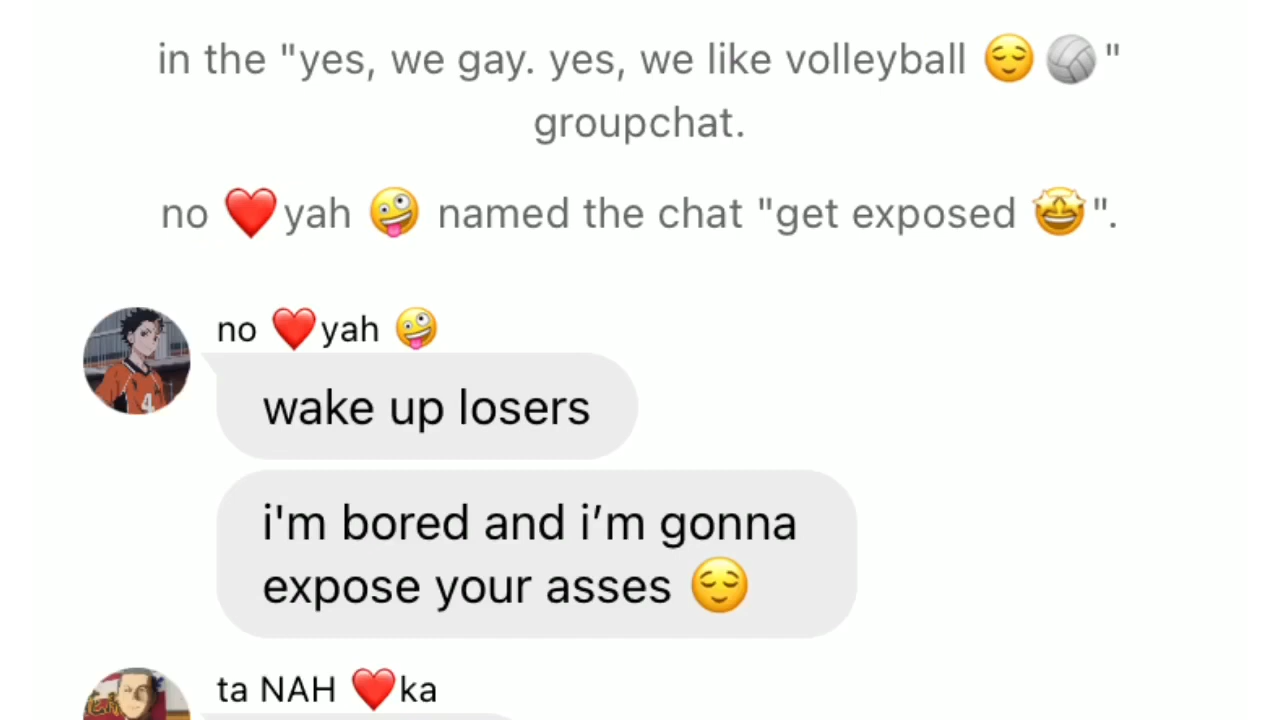 in the "yes, we gay. yes, we like volleyball 😌🏐"
groupchat.
no ❤️yah 🤪 named the chat "get exposed 🤩".
no ❤️yah 🤪
wake up losers
i'm bored and i’m gonna
expose your asses 😌
ta NAH ❤️ka